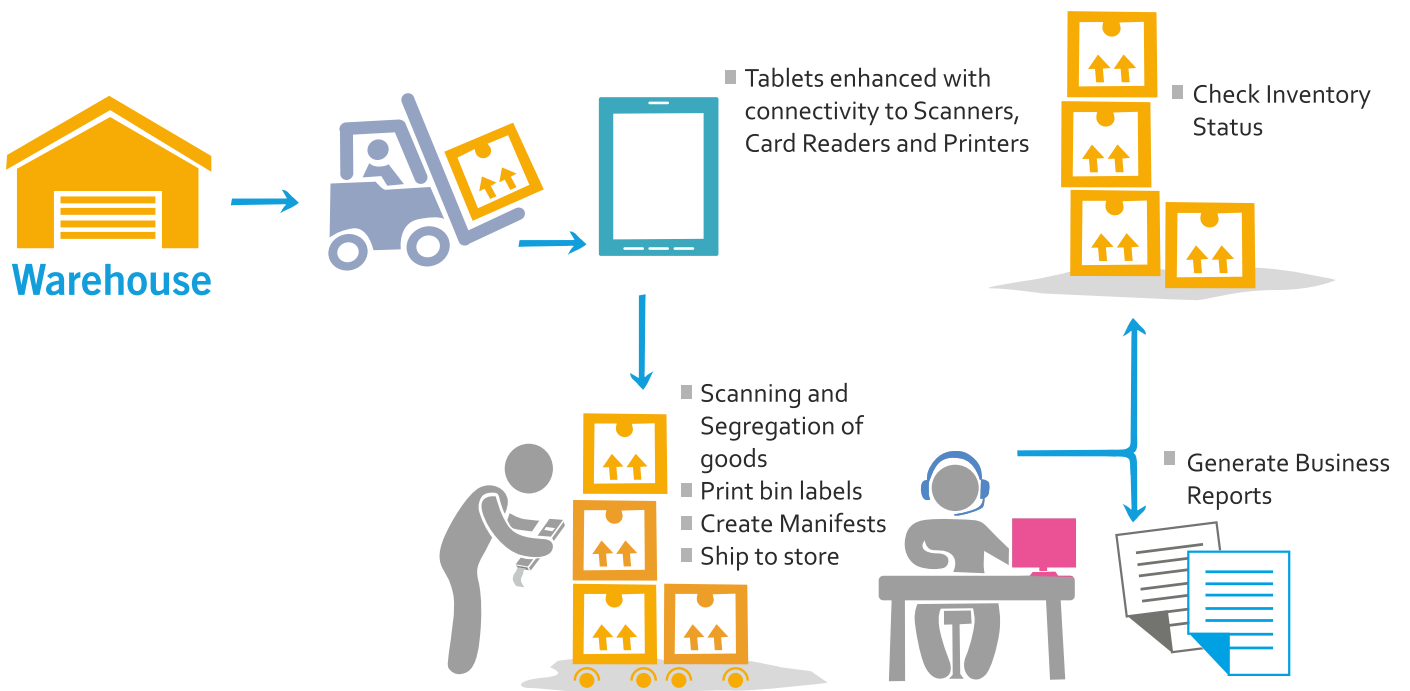 Warehouse
Tablets enhanced with
connectivity to Scanners,
Card Readers and Printers
Check Inventory
Status
Scanning and
Segregation of
goods
Print bin labels
Create Manifests
Ship to store
Generate Business
Reports